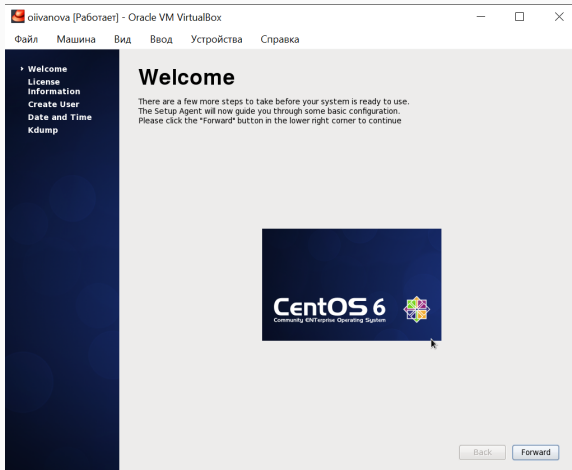 oiivanova [Работает] - Oracle VM VirtualBox
Файл Машина Вид Ввод Устройства Справка
Welcome
License
Information
Create User
Date and Time
Kdump
Welcome
There are a few more steps to take before your system is ready to use.
The Setup Agent will now guide you through some basic configuration.
Please click the "Forward" button in the lower right corner to continue
CentOS 6
Community ENTerprise Operating System
Back Forward